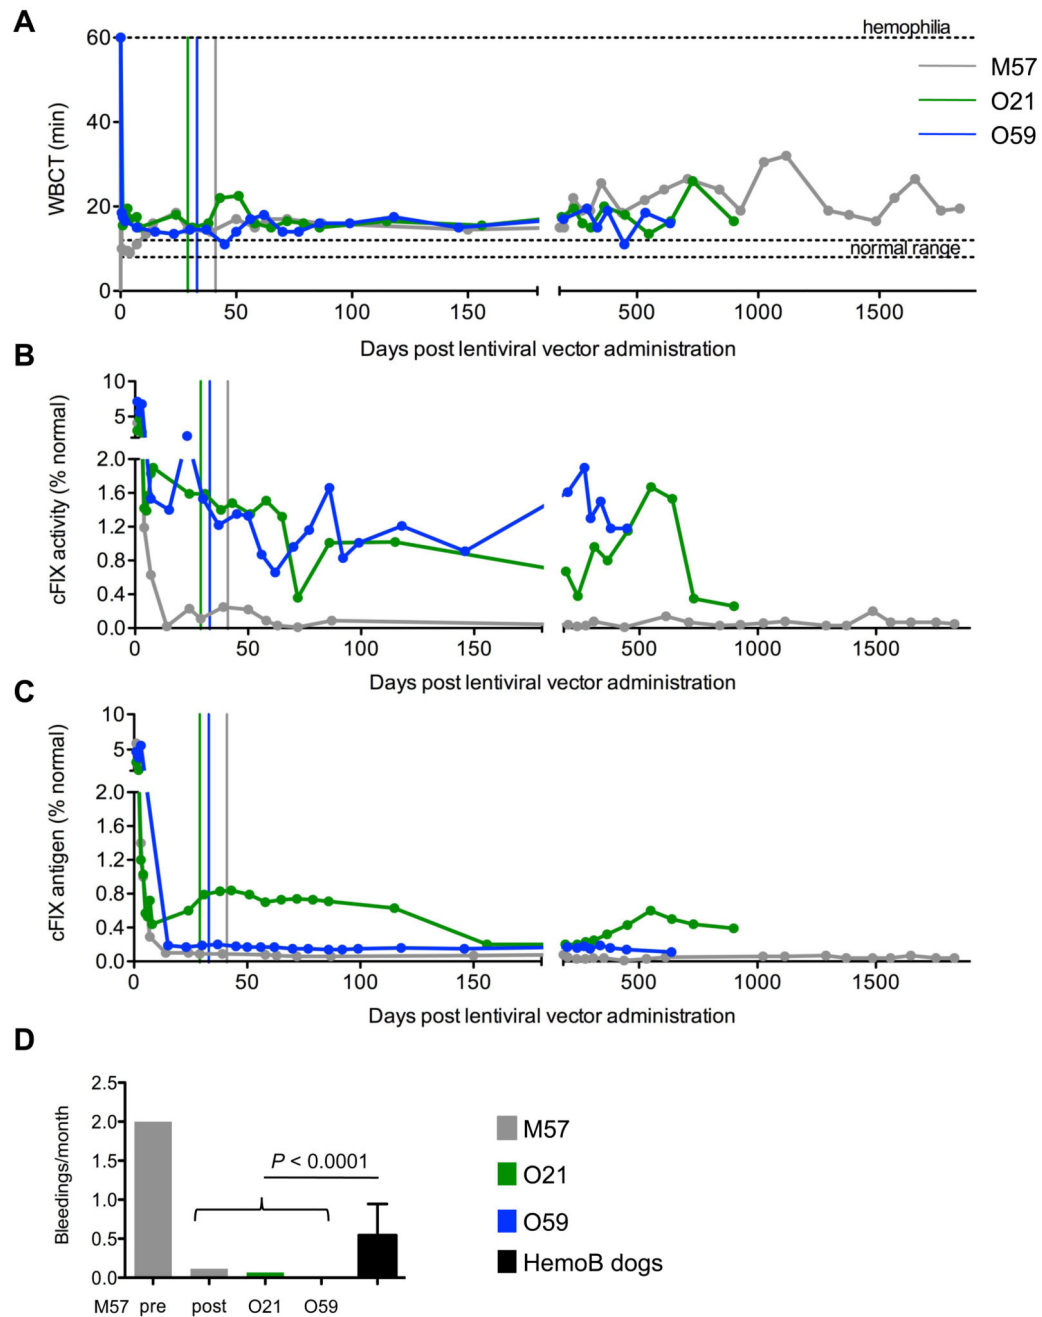 A
hemophilia
60
40
20
0
WBCT (min)
M57
O21
O59
normal range
0 50 100 150 500 1000 1500
Days post lentiviral vector administration
B
10
5
2.0
1.6
1.2
0.8
0.4
0.0
cFIX activity (% normal)
0 50 100 150 500 1000 1500
Days post lentiviral vector administration
C
10
5
2.0
1.6
1.2
0.8
0.4
0.0
cFIX antigen (% normal)
0 50 100 150 500 1000 1500
Days post lentiviral vector administration
D
2.5
2.0
1.5
1.0
0.5
0.0
Bleedings/month
P < 0.0001
M57 pre post O21 O59
M57
O21
O59
HemoB dogs